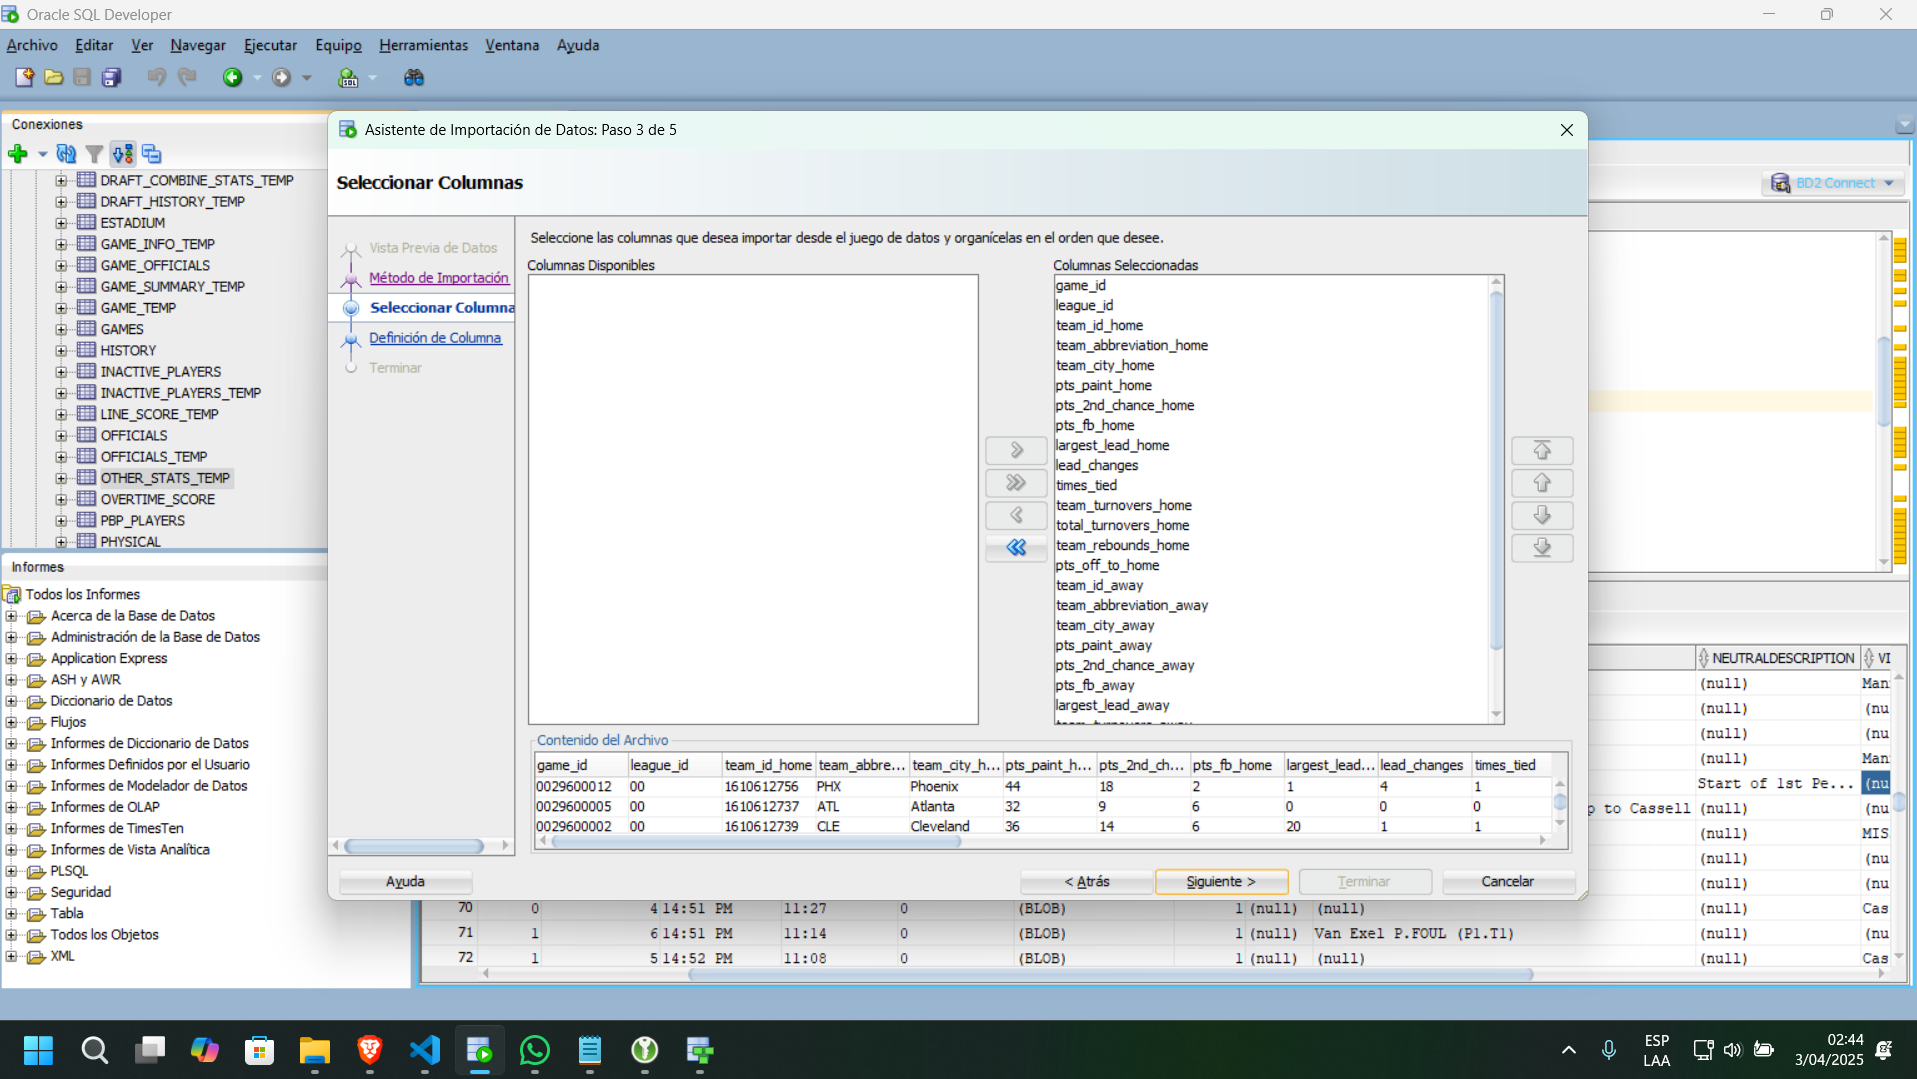 Oracle SQL Developer
Archivo Editar Ver Navegar Ejecutar Equipo Herramientas Ventana Ayuda
Conexiones
DRAFT_COMBINE_STATS_TEMP
DRAFT_HISTORY_TEMP
ESTADIUM
GAME_INFO_TEMP
GAME_OFFICIALS
GAME_SUMMARY_TEMP
GAME_TEMP
GAMES
HISTORY
INACTIVE_PLAYERS
INACTIVE_PLAYERS_TEMP
LINE_SCORE_TEMP
OFFICIALS
OFFICIALS_TEMP
OTHER_STATS_TEMP
OVERTIME_SCORE
PBP_PLAYERS
PHYSICAL
Informes
Todos los Informes
Acerca de la Base de Datos
Administración de la Base de Datos
Application Express
ASH y AWR
Diccionario de Datos
Flujos
Informes de Diccionario de Datos
Informes Definidos por el Usuario
Informes de Modelador de Datos
Informes de OLAP
Informes de TimesTen
Informes de Vista Analítica
PLSQL
Seguridad
Tabla
Todos los Objetos
XML
Asistente de Importación de Datos: Paso 3 de 5
Seleccionar Columnas
Vista Previa de Datos
Método de Importación
Seleccionar Columna
Definición de Columna
Terminar
Seleccione las columnas que desea importar desde el juego de datos y organícelas en el orden que desee.
Columnas Disponibles
Columnas Seleccionadas
game_id
league_id
team_id_home
team_abbreviation_home
team_city_home
pts_paint_home
pts_2nd_chance_home
pts_fb_home
largest_lead_home
lead_changes
times_tied
team_turnovers_home
total_turnovers_home
team_rebounds_home
pts_off_to_home
team_id_away
team_abbreviation_away
team_city_away
pts_paint_away
pts_2nd_chance_away
pts_fb_away
largest_lead_away
team_turnovers_away
Contenido del Archivo
game_id league_id team_id_home team_abbre... team_city_h... pts_paint_h... pts_2nd_ch... pts_fb_home largest_lead... lead_changes times_tied
0029600012 00 1610612756 PHX Phoenix 44 18 2 1 4 1
0029600005 00 1610612737 ATL Atlanta 32 9 6 0 0 0
0029600002 00 1610612739 CLE Cleveland 36 14 6 20 1 1
Ayuda
< Atrás
Siguiente >
Terminar
Cancelar
BD2 Connect
NEUTRALDESCRIPTION VI
(null) Man
(null) (nu
(null) (nu
(null) Man
Start of 1st Pe... (nu
p to Cassell (null) (nu
(null) MIS
(null) (nu
(null) (nu
70 0 4 14:51 PM 11:27 0 (BLOB) 1 (null) (null) (null) Cas
71 1 6 14:51 PM 11:14 0 (BLOB) 1 (null) Van Exel P.FOUL (P1.T1) (null) (nu
72 1 5 14:52 PM 11:08 0 (BLOB) 1 (null) (null) (null) Cas
ESP
LAA
02:44
3/04/2025